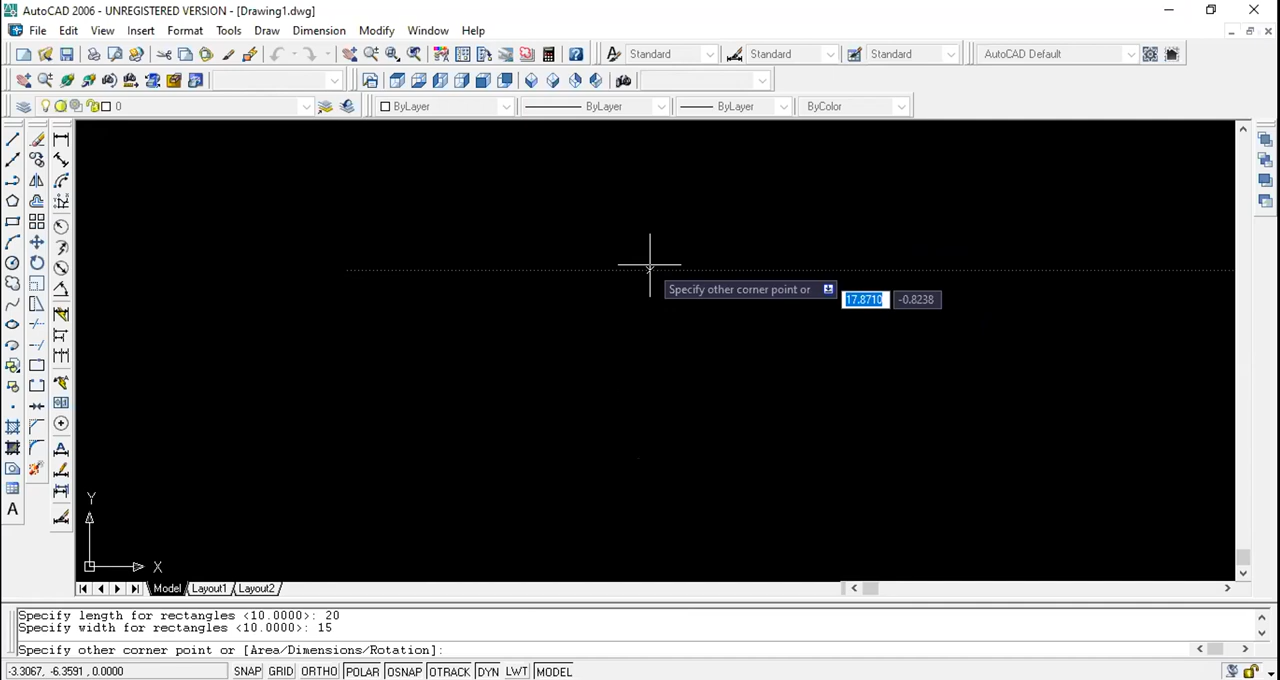 AutoCAD 2006 - UNREGISTERED VERSION - [Drawing1.dwg]
File Edit View Insert Format Tools Draw Dimension Modify Window Help
Standard Standard Standard AutoCAD Default
0 ByLayer ByLayer ByLayer ByColor
Specify other corner point or
17.8710 -0.8238
Y
X
Model Layout1 Layout2
Specify length for rectangles <10.0000>: 20
Specify width for rectangles <10.0000>: 15
Specify other corner point or [Area/Dimensions/Rotation]:
-3.3067, -6.3591, 0.0000 SNAP GRID ORTHO POLAR OSNAP OTRACK DYN LWT MODEL